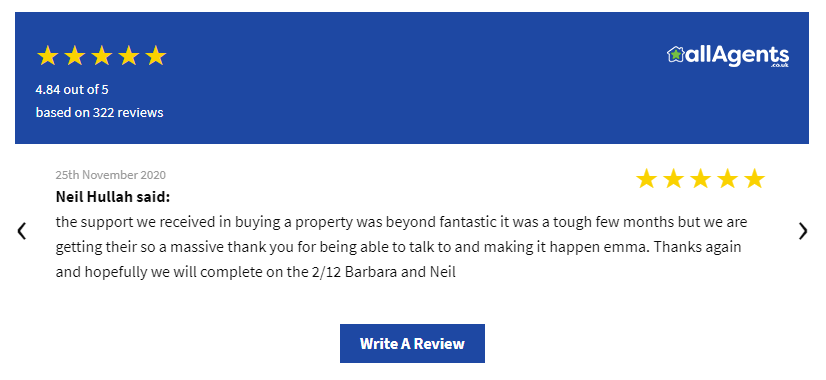 allAgents
.co.uk
4.84 out of 5
based on 322 reviews
25th November 2020
Neil Hullah said:
the support we received in buying a property was beyond fantastic it was a tough few months but we are
getting their so a massive thank you for being able to talk to and making it happen emma. Thanks again
and hopefully we will complete on the 2/12 Barbara and Neil
Write A Review